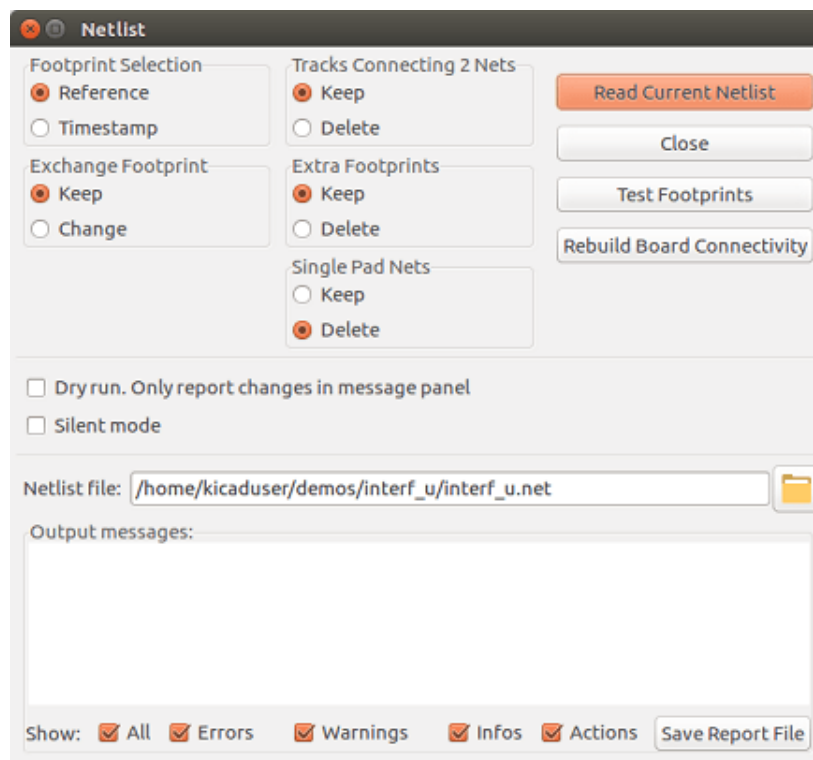 Netlist
Footprint Selection
Reference
Timestamp
Exchange Footprint
Keep
Change
Tracks Connecting 2 Nets
Keep
Delete
Extra Footprints
Keep
Delete
Single Pad Nets
Keep
Delete
Read Current Netlist
Close
Test Footprints
Rebuild Board Connectivity
Dry run. Only report changes in message panel
Silent mode
Netlist file: /home/kicaduser/demos/interf_u/interf_u.net
Output messages:
Show: All Errors Warnings Infos Actions Save Report File